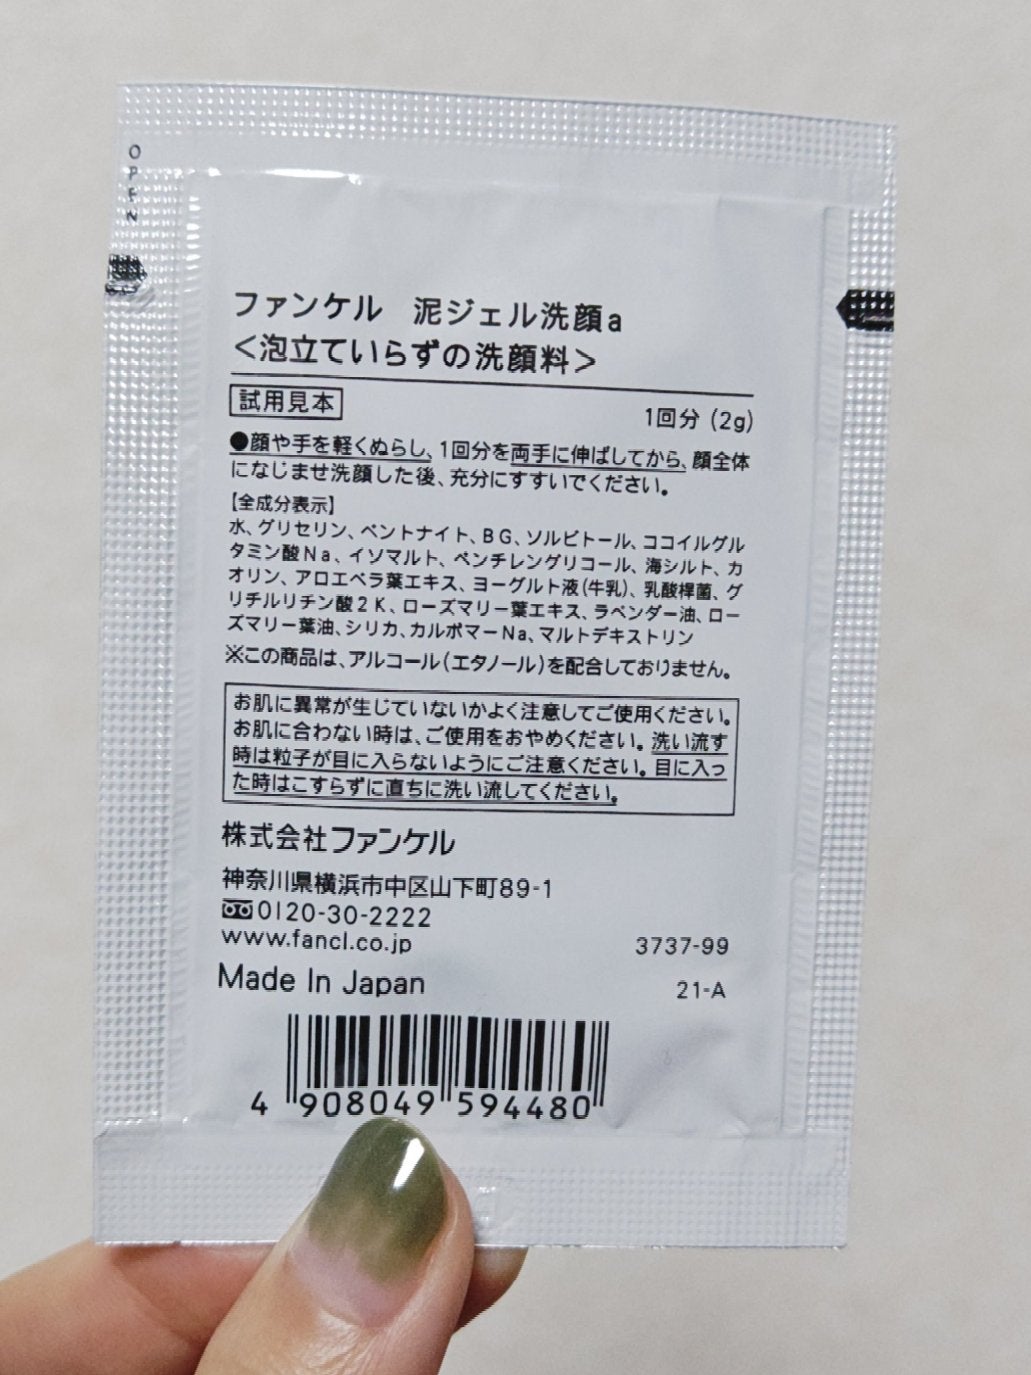 OPEN
ファンケル 泥ジェル洗顔a
＜泡立ていらずの洗顔料＞
試用見本
1回分 (2g)
●顔や手を軽くぬらし、1回分を両手に伸ばしてから、顔全体
になじませ洗顔した後、充分にすすいでください。
【全成分表示】
水、グリセリン、ベントナイト、BG、ソルビトール、ココイルグル
タミン酸Na、イソマルト、ペンチレングリコール、海シルト、カ
オリン、アロエベラ葉エキス、ヨーグルト液(牛乳)、乳酸桿菌、グ
リチルリチン酸2K、ローズマリー葉エキス、ラベンダー油、ロー
ズマリー葉油、シリカ、カルボマーNa、マルトデキストリン
※この商品は、アルコール(エタノール)を配合しておりません。
お肌に異常が生じていないかよく注意してご使用ください。
お肌に合わない時は、ご使用をおやめください。洗い流す
時は粒子が目に入らないようにご注意ください。目に入っ
た時はこすらずに直ちに洗い流してください。
株式会社ファンケル
神奈川県横浜市中区山下町89-1
0120-30-2222
www.fancl.co.jp
3737-99
Made In Japan
21-A
4 908049 594480